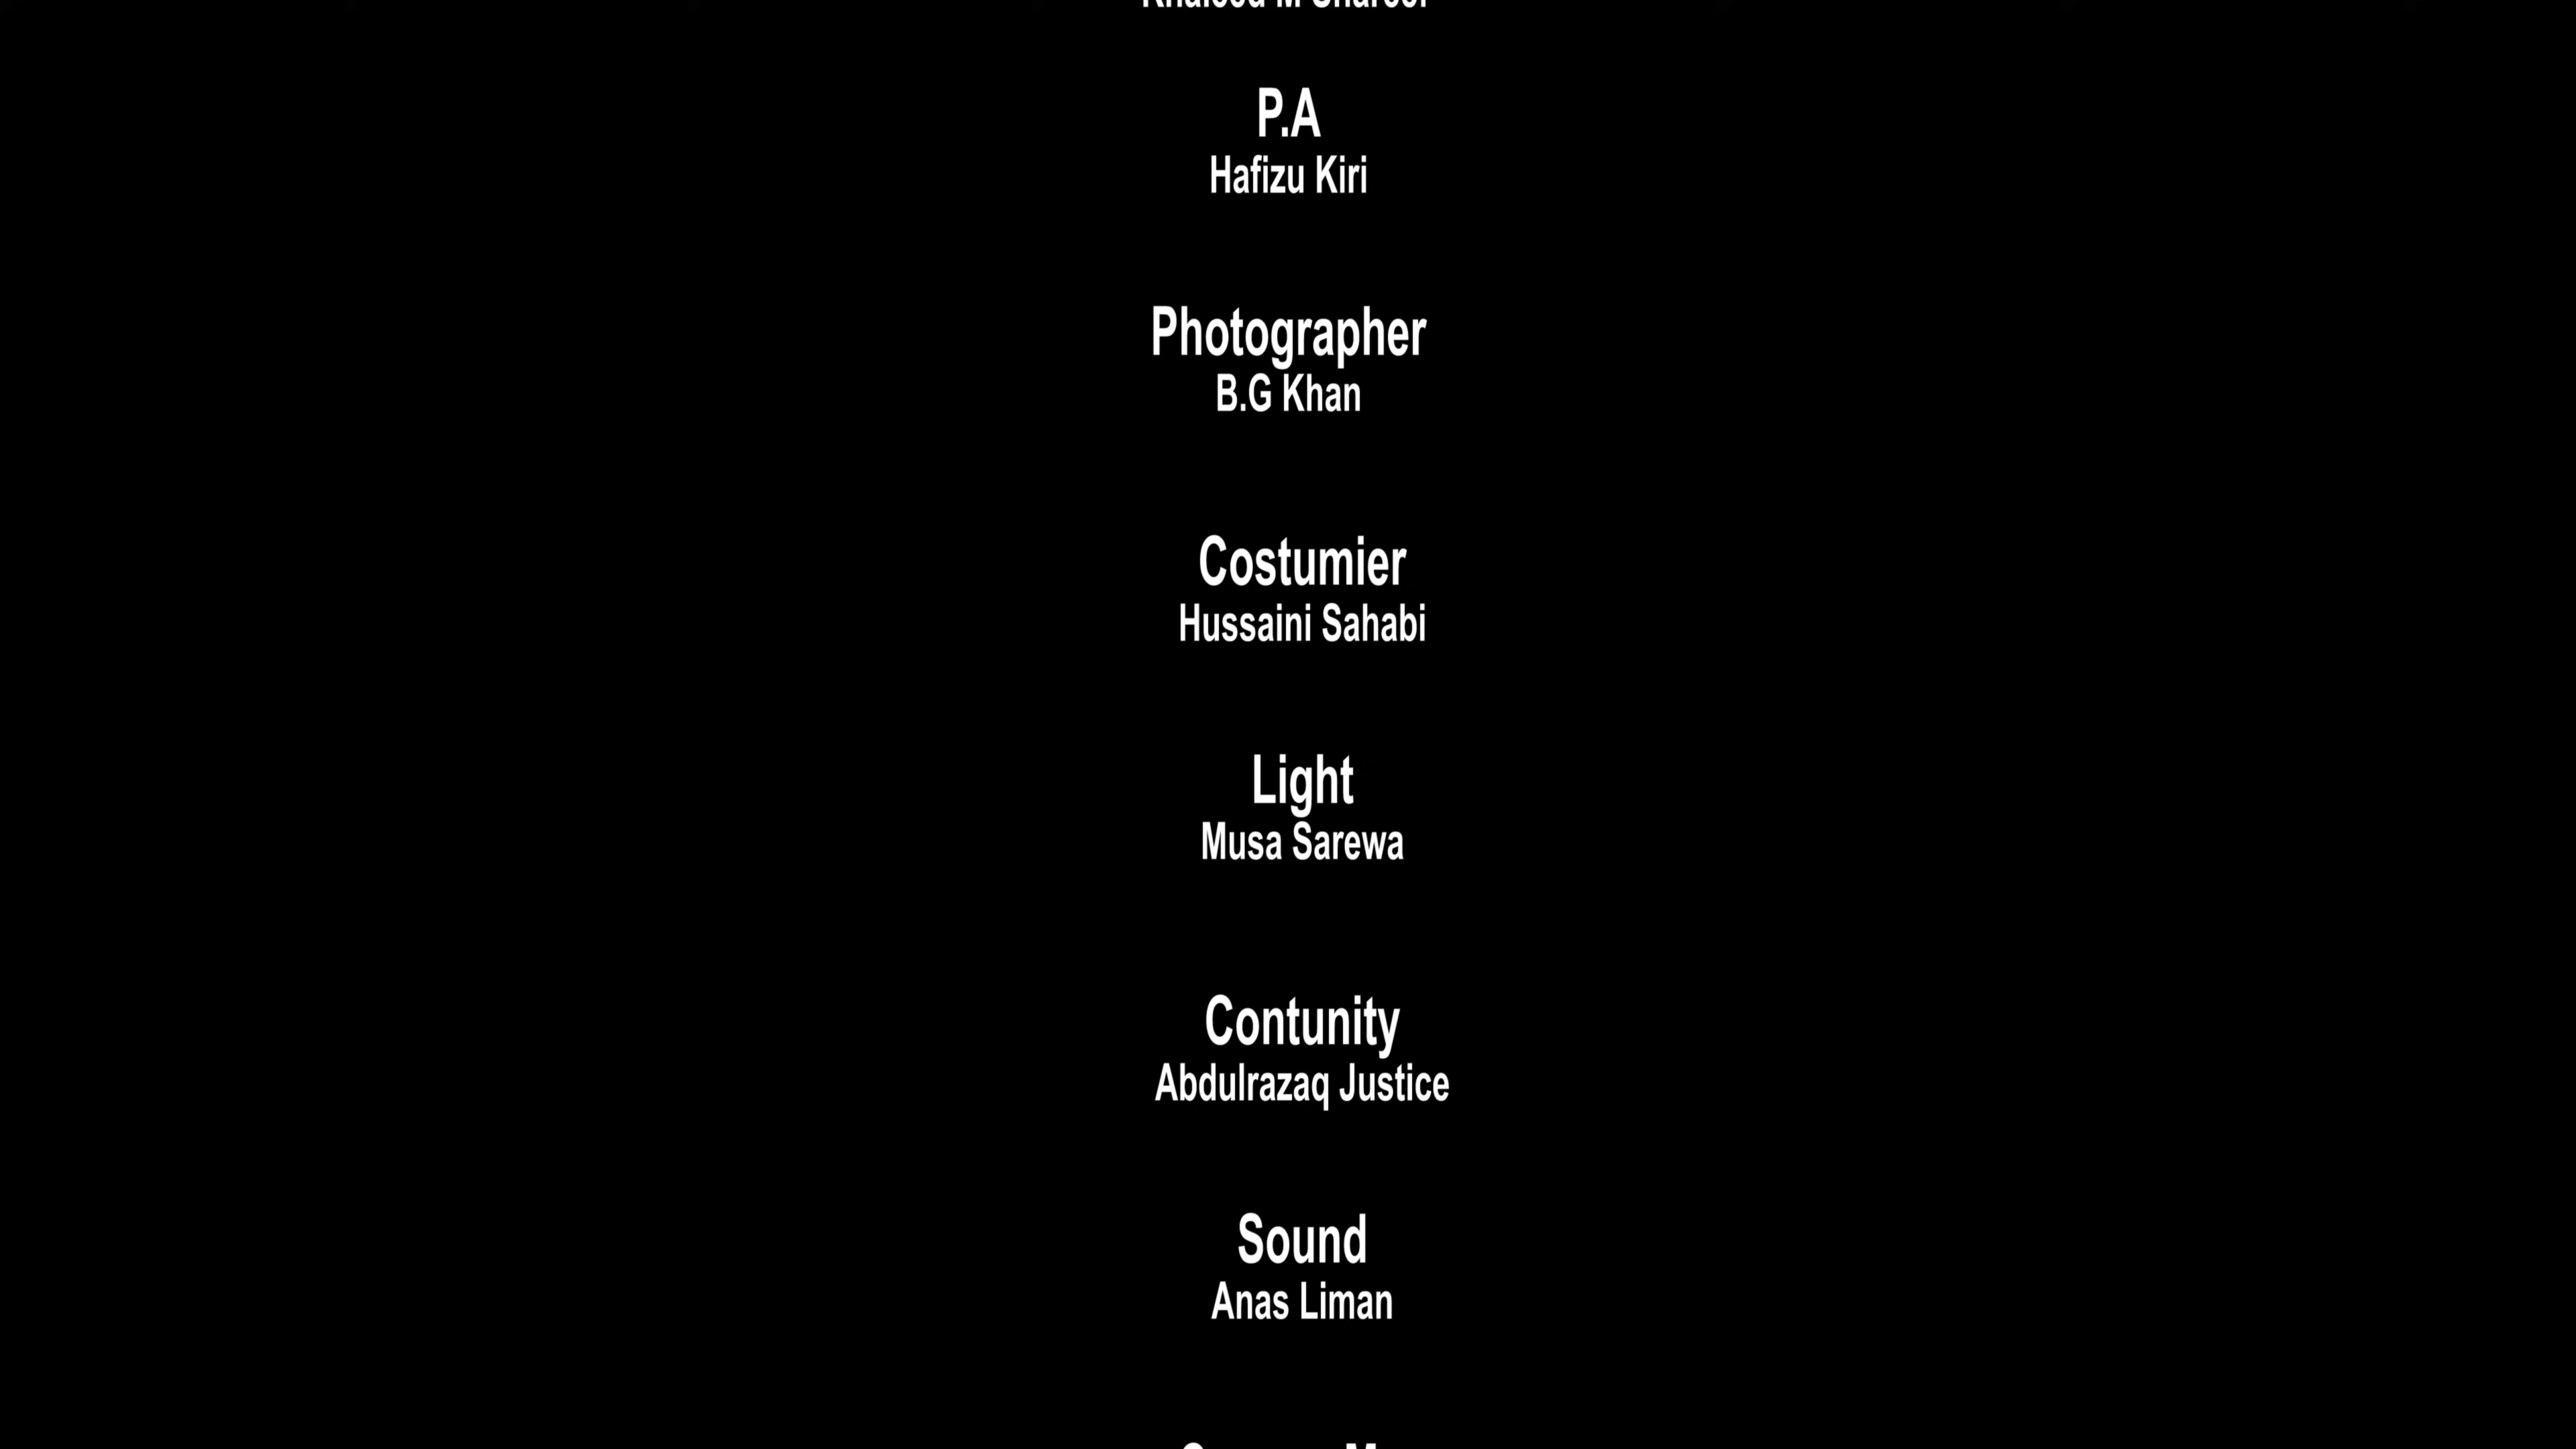 P.A
Hafizu Kiri
Photographer
B.G Khan
Costumier
Hussaini Sahabi
Light
Musa Sarewa
Contunity
Abdulrazaq Justice
Sound
Anas Liman